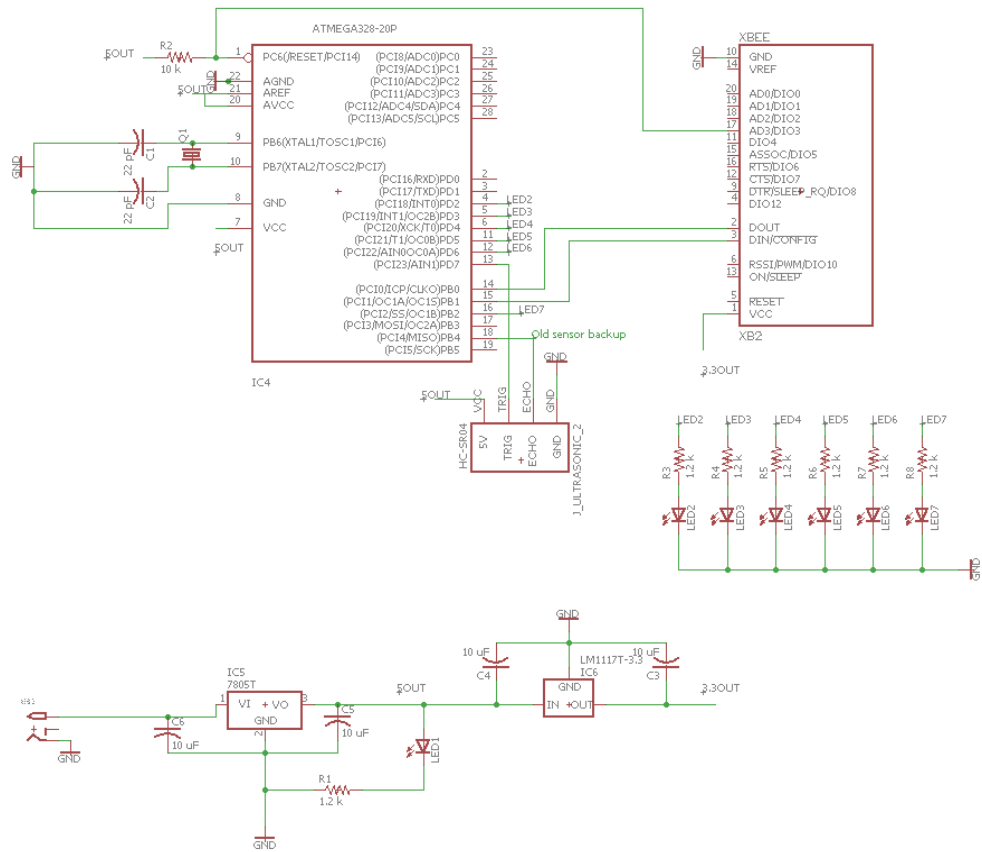 ATMEGA328-20P
5OUT
R2
10 k
1
PC6(/RESET/PCI14)
GND
22
AGND
5OUT
21
AREF
20
AVCC
9
PB6(XTAL1/TOSC1/PCI6)
10
PB7(XTAL2/TOSC2/PCI7)
8
GND
7
VCC
5OUT
GND
22 pF
C1
22 pF
C2
Q1
(PCI8/ADC0)PC0
23
(PCI9/ADC1)PC1
24
(PCI10/ADC2)PC2
25
(PCI11/ADC3)PC3
26
(PCI12/ADC4/SDA)PC4
27
(PCI13/ADC5/SCL)PC5
28
(PCI16/RXD)PD0
2
(PCI17/TXD)PD1
3
(PCI18/INT0)PD2
4
LED2
(PCI19/INT1/OC2B)PD3
5
LED3
(PCI20/XCK/T0)PD4
6
LED4
(PCI21/T1/OC0B)PD5
11
LED5
(PCI22/AIN0OC0A)PD6
12
LED6
(PCI23/AIN1)PD7
13
(PCI0/ICP/CLKO)PB0
14
(PCI1/OC1A/OC1S)PB1
15
(PCI2/SS/OC1B)PB2
16
LED7
(PCI3/MOSI/OC2A)PB3
17
(PCI4/MISO)PB4
18
(PCI5/SCK)PB5
19
IC4
Old sensor backup
XBEE
GND
10
GND
14
VREF
20
AD0/DIO0
19
AD1/DIO1
18
AD2/DIO2
17
AD3/DIO3
11
DIO4
15
ASSOC/DIO5
16
RTS/DIO6
12
CTS/DIO7
9
DTR/SLEEP_RQ/DIO8
4
DIO12
2
DOUT
3
DIN/CONFIG
6
RSSI/PWM/DIO10
13
ON/SLEEP
5
RESET
1
VCC
XB2
3.3OUT
5OUT
VCC
TRIG
ECHO
GND
GND
HC-SR04
5V
TRIG
ECHO
GND
J_ULTRASONIC_2
LED2 LED3 LED4 LED5 LED6 LED7
R3 1.2 k
R4 1.2 k
R5 1.2 k
R6 1.2 k
R7 1.2 k
R8 1.2 k
LED2 LED3 LED4 LED5 LED6 LED7
GND
GND
IC5
7805T
1
VI
VO
3
GND
2
C6
10 uF
C5
10 uF
GND
5OUT
LED1
R1
1.2 k
GND
GND
10 uF
C4
LM1117T-3.3
IC6
GND
IN
OUT
10 uF
C3
3.3OUT